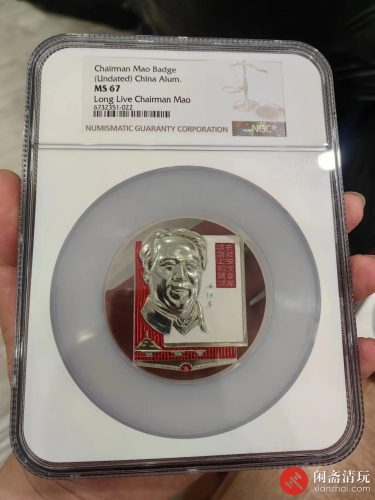 Chairman Mao Badge
(Undated) China Alum.
MS 67
Long Live Chairman Mao
6732351-022
NUMISMATIC GUARANTY CORPORATION
NGC
闲斋清玩
xianzhai.com